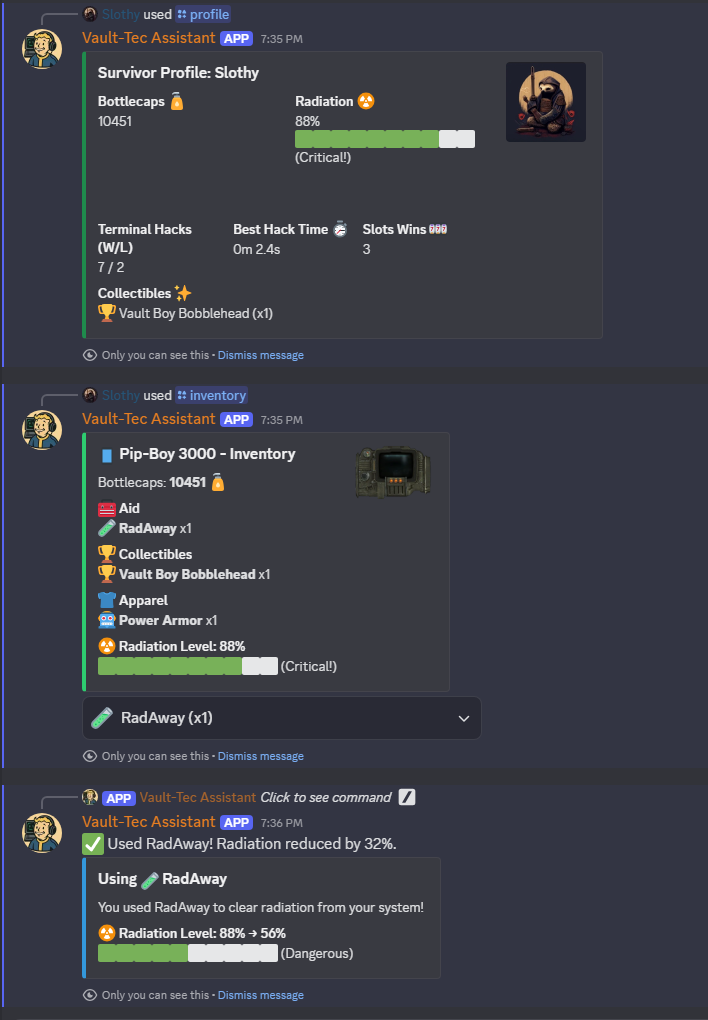 Slothy used profile
Vault-Tec Assistant APP 7:35 PM
Survivor Profile: Slothy
Bottlecaps
10451
Radiation
88%
(Critical!)
Terminal Hacks
(W/L)
7 / 2
Best Hack Time
0m 2.4s
Slots Wins
3
Collectibles
Vault Boy Bobblehead (x1)
Only you can see this • Dismiss message
Slothy used inventory
Vault-Tec Assistant APP 7:35 PM
Pip-Boy 3000 - Inventory
Bottlecaps: 10451
Aid
RadAway x1
Collectibles
Vault Boy Bobblehead x1
Apparel
Power Armor x1
Radiation Level: 88%
(Critical!)
RadAway (x1)
Only you can see this • Dismiss message
APP Vault-Tec Assistant Click to see command
Vault-Tec Assistant APP 7:36 PM
Used RadAway! Radiation reduced by 32%.
Using RadAway
You used RadAway to clear radiation from your system!
Radiation Level: 88% → 56%
(Dangerous)
Only you can see this • Dismiss message